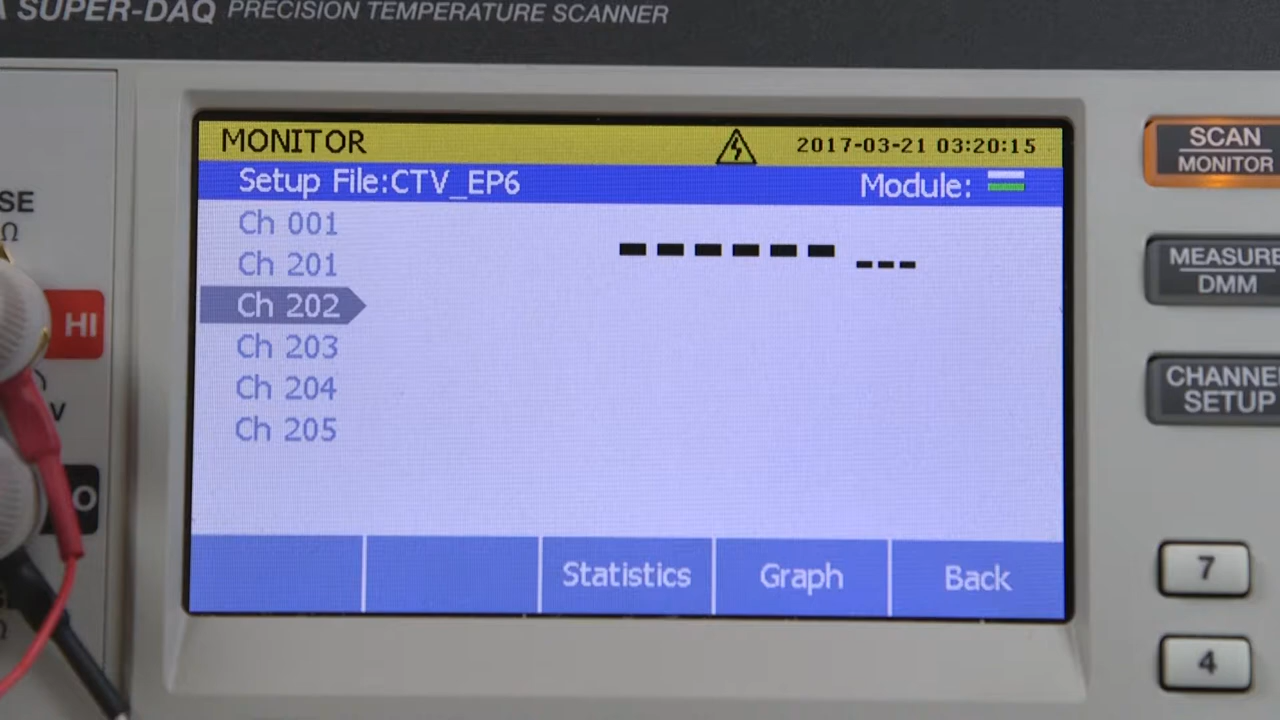 A SUPER-DAQ PRECISION TEMPERATURE SCANNER
MONITOR 2017-03-21 03:20:15
Setup File:CTV_EP6 Module:
Ch 001
Ch 201
Ch 202
Ch 203
Ch 204
Ch 205
------ ---
Statistics Graph Back
SCAN
MONITOR
MEASURE
DMM
CHANNEL
SETUP
7
4
SE
Ω
HI
V
O
Ω